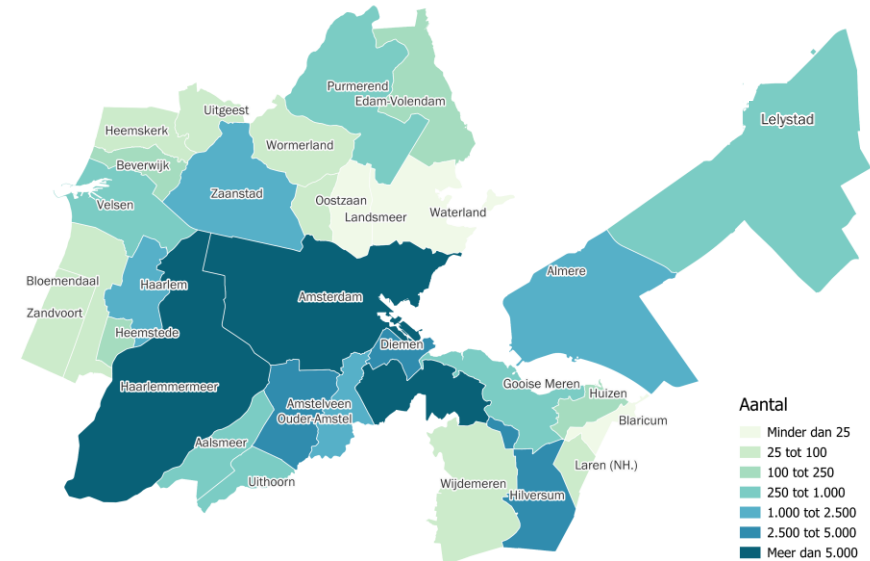 Purmerend
Edam-Volendam
Uitgeest
Heemskerk
Wormerland
Beverwijk
Zaanstad
Oostzaan
Velsen
Landsmeer
Waterland
Lelystad
Almere
Bloemendaal
Haarlem
Zandvoort
Amsterdam
Heemstede
Diemen
Haarlemmermeer
Gooise Meren
Huizen
Amstelveen
Ouder Amstel
Blaricum
Aalsmeer
Laren (NH.)
Uithoorn
Wijdemeren
Hilversum
Aantal
Minder dan 25
25 tot 100
100 tot 250
250 tot 1.000
1.000 tot 2.500
2.500 tot 5.000
Meer dan 5.000